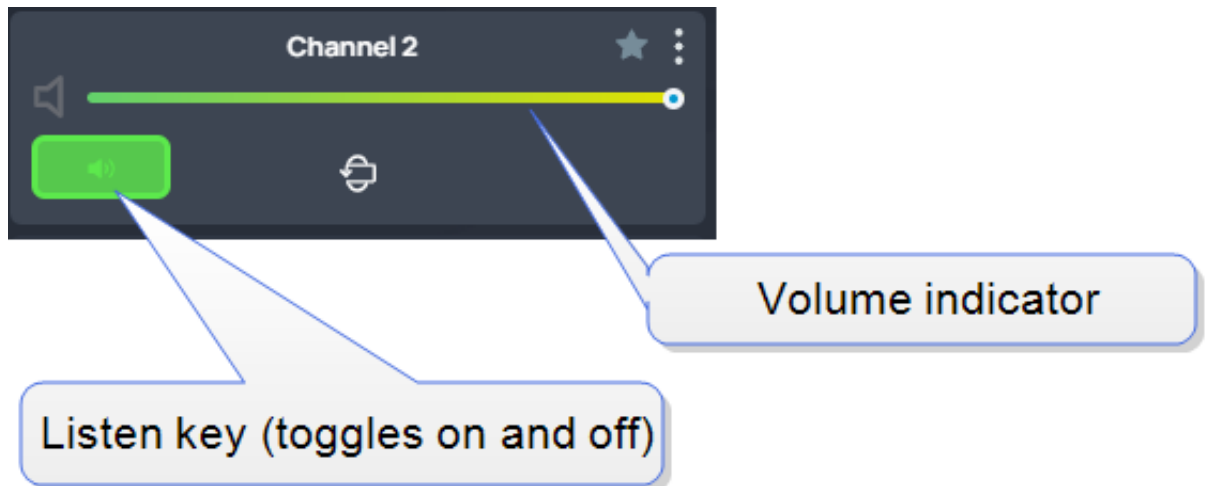 Channel 2
Volume indicator
Listen key (toggles on and off)